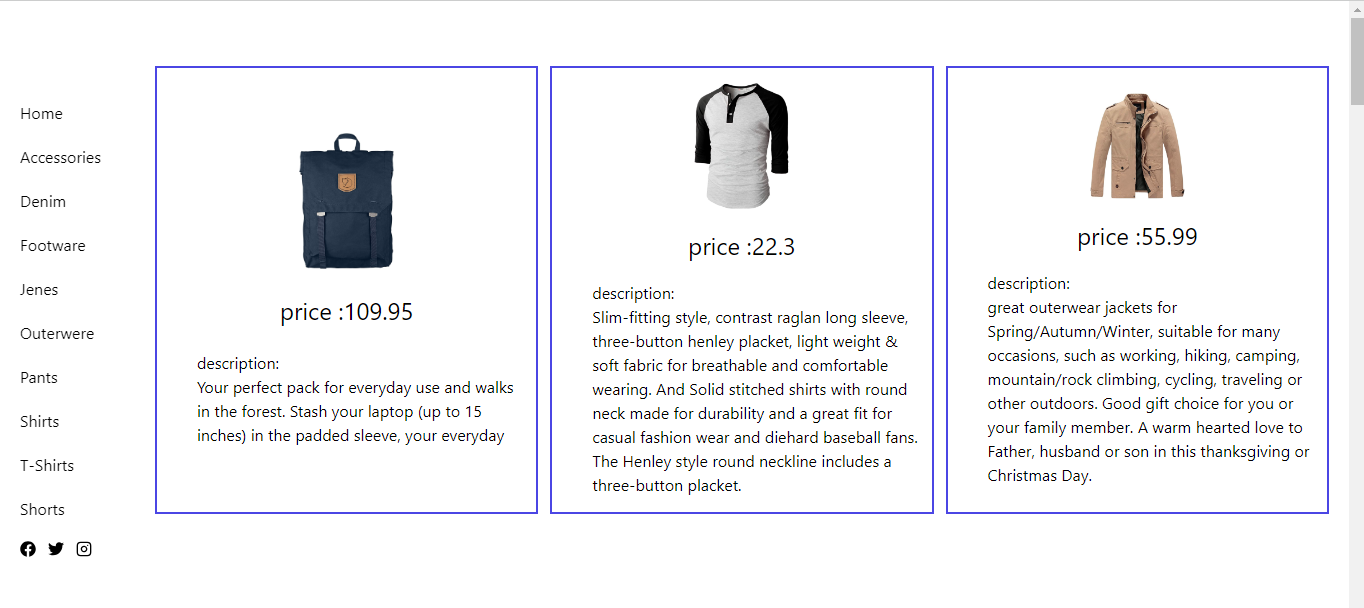 Home
Accessories
Denim
Footware
Jenes
Outerwere
Pants
Shirts
T-Shirts
Shorts
price :109.95
description:
Your perfect pack for everyday use and walks
in the forest. Stash your laptop (up to 15
inches) in the padded sleeve, your everyday
price :22.3
description:
Slim-fitting style, contrast raglan long sleeve,
three-button henley placket, light weight &
soft fabric for breathable and comfortable
wearing. And Solid stitched shirts with round
neck made for durability and a great fit for
casual fashion wear and diehard baseball fans.
The Henley style round neckline includes a
three-button placket.
price :55.99
description:
great outerwear jackets for
Spring/Autumn/Winter, suitable for many
occasions, such as working, hiking, camping,
mountain/rock climbing, cycling, traveling or
other outdoors. Good gift choice for you or
your family member. A warm hearted love to
Father, husband or son in this thanksgiving or
Christmas Day.